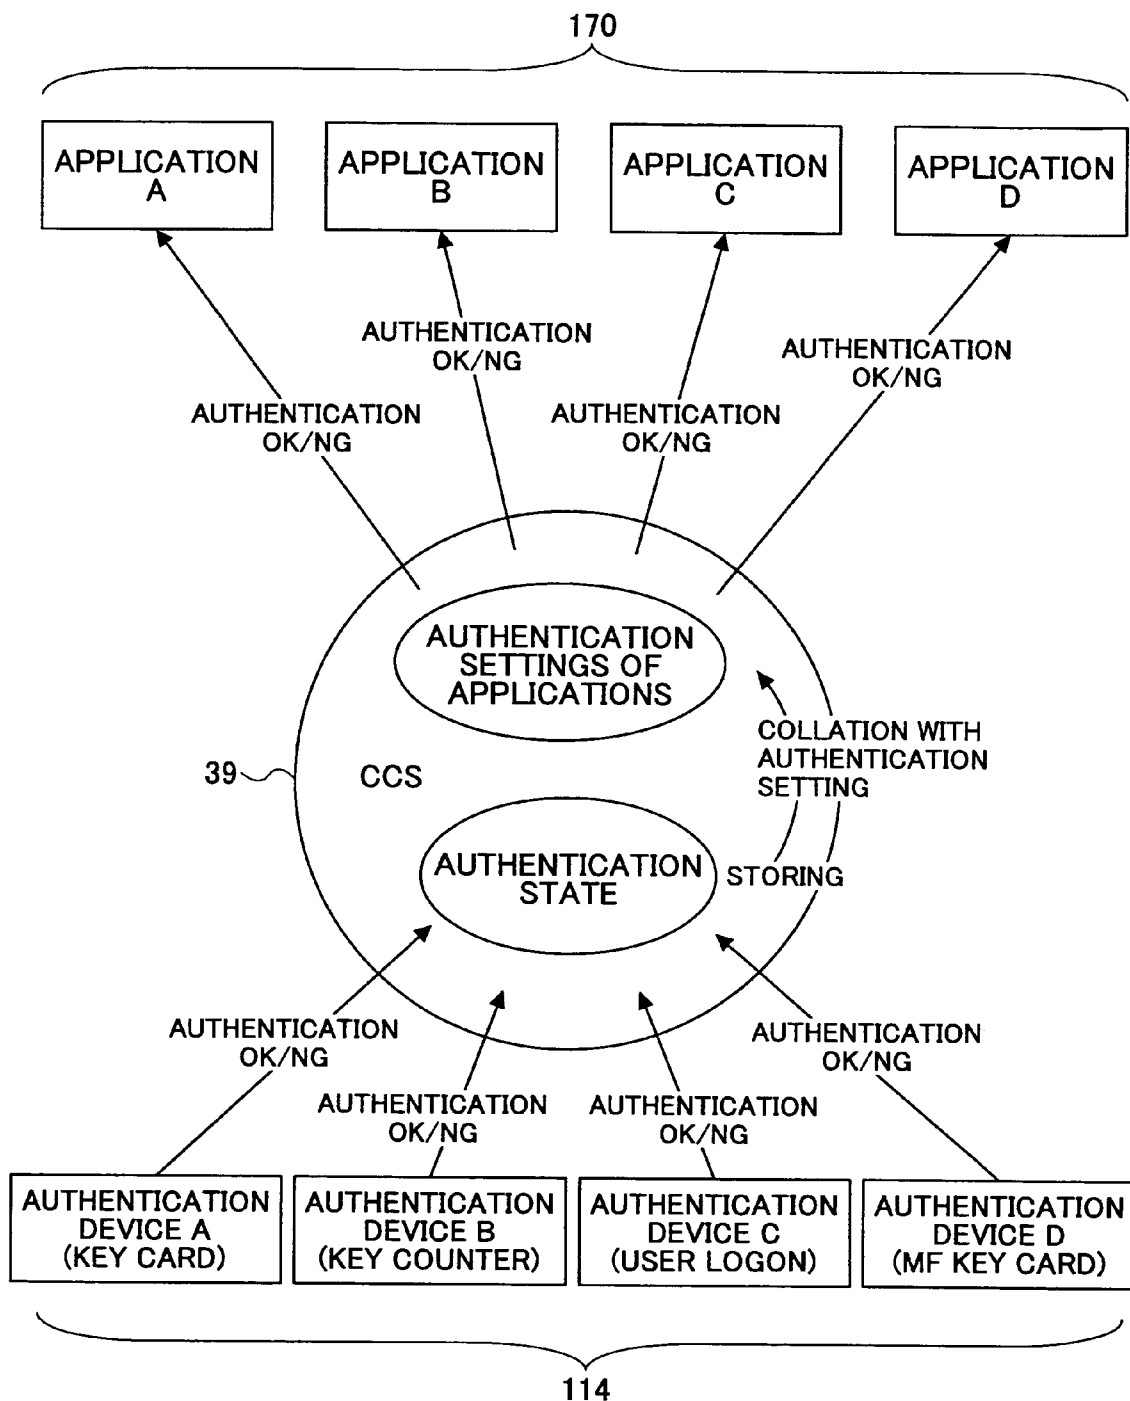 170
APPLICATION
A
APPLICATION
B
APPLICATION
C
APPLICATION
D
AUTHENTICATION
OK/NG
AUTHENTICATION
OK/NG
AUTHENTICATION
OK/NG
AUTHENTICATION
OK/NG
AUTHENTICATION
SETTINGS OF
APPLICATIONS
COLLATION WITH
AUTHENTICATION
SETTING
39
CCS
AUTHENTICATION
STATE
STORING
AUTHENTICATION
OK/NG
AUTHENTICATION
OK/NG
AUTHENTICATION
OK/NG
AUTHENTICATION
OK/NG
AUTHENTICATION
DEVICE A
(KEY CARD)
AUTHENTICATION
DEVICE B
(KEY COUNTER)
AUTHENTICATION
DEVICE C
(USER LOGON)
AUTHENTICATION
DEVICE D
(MF KEY CARD)
114